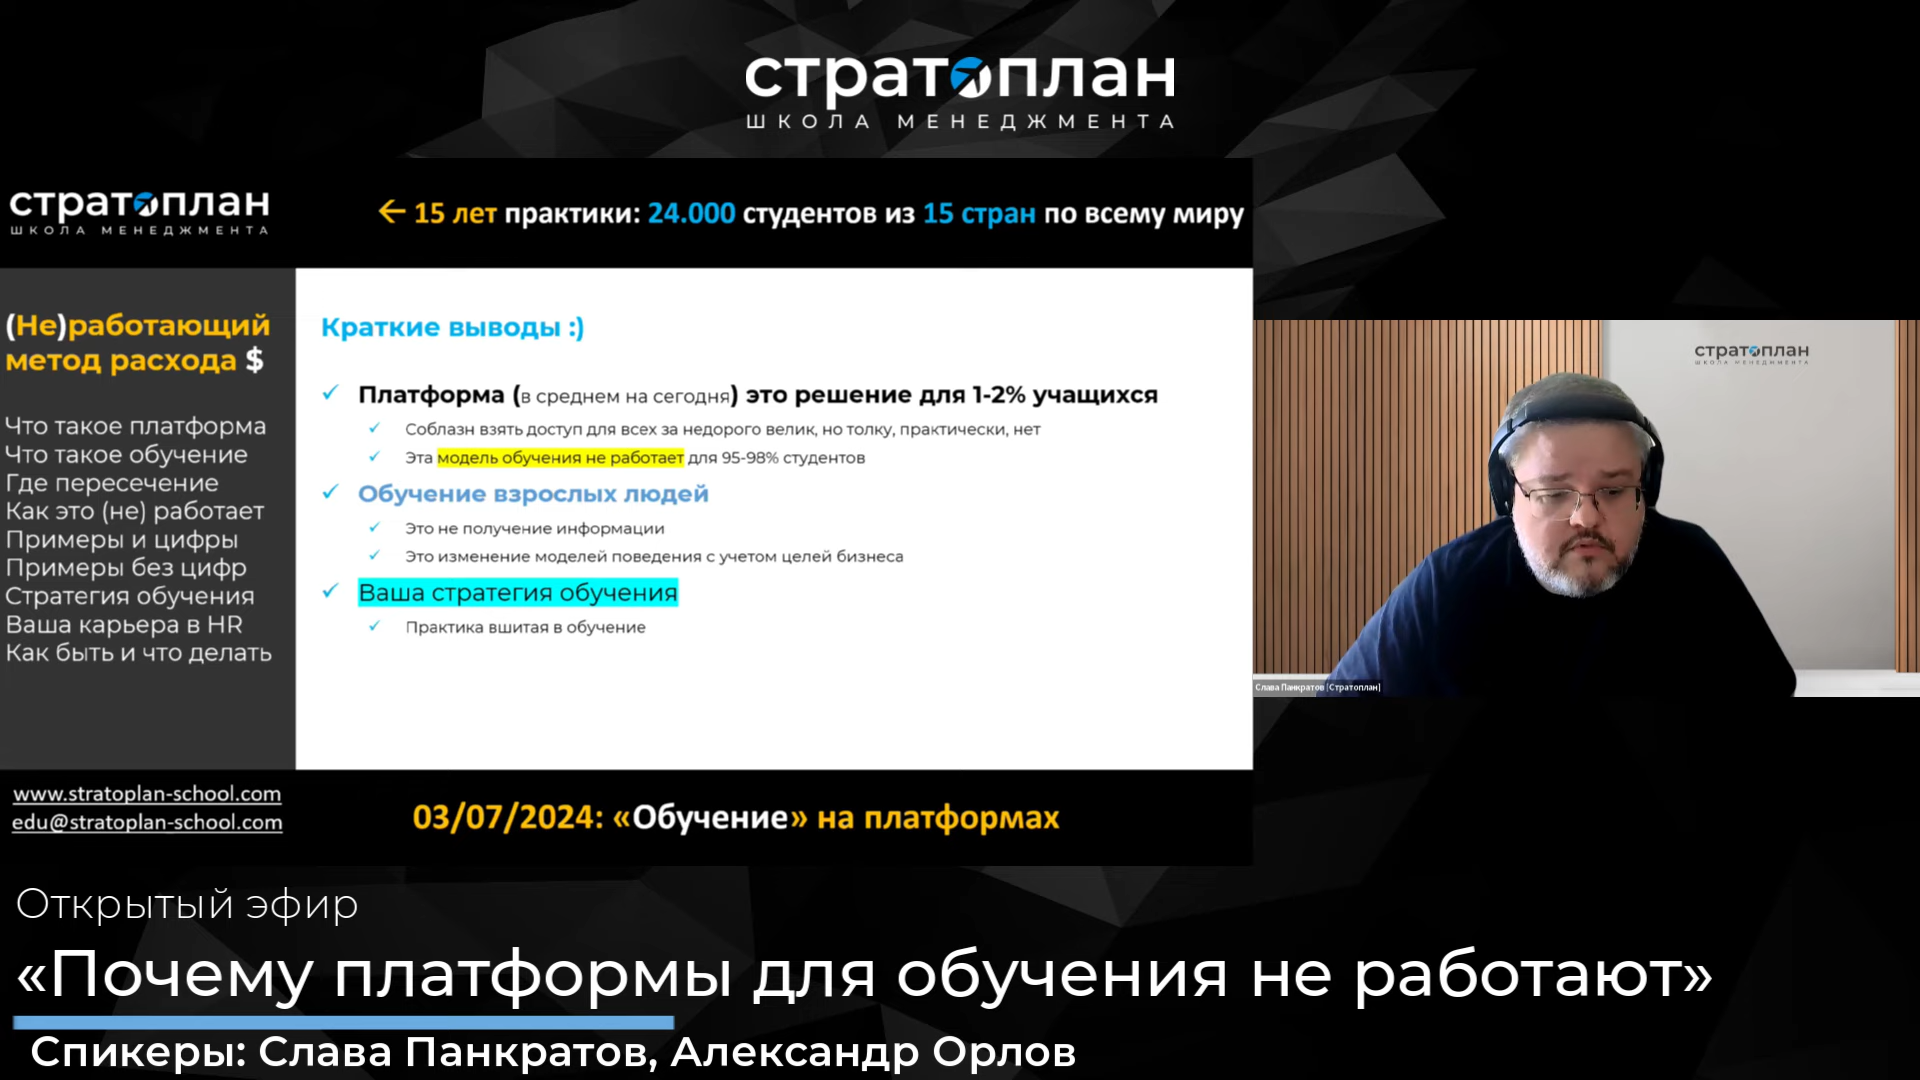 стратоплан
ШКОЛА МЕНЕДЖМЕНТА
стратоплан
ШКОЛА МЕНЕДЖМЕНТА
← 15 лет практики: 24.000 студентов из 15 стран по всему миру
(Не)работающий
метод расхода $
Что такое платформа
Что такое обучение
Где пересечение
Как это (не) работает
Примеры и цифры
Примеры без цифр
Стратегия обучения
Ваша карьера в HR
Как быть и что делать
Краткие выводы :)
✓ Платформа (в среднем на сегодня) это решение для 1-2% учащихся
✓ Соблазн взять доступ для всех за недорого велик, но толку, практически, нет
✓ Эта модель обучения не работает для 95-98% студентов
✓ Обучение взрослых людей
✓ Это не получение информации
✓ Это изменение моделей поведения с учетом целей бизнеса
✓ Ваша стратегия обучения
✓ Практика вшитая в обучение
стратоплан
ШКОЛА МЕНЕДЖМЕНТА
Слава Панкратов [Стратоплан]
www.stratoplan-school.com
edu@stratoplan-school.com
03/07/2024: «Обучение» на платформах
Открытый эфир
«Почему платформы для обучения не работают»
Спикеры: Слава Панкратов, Александр Орлов